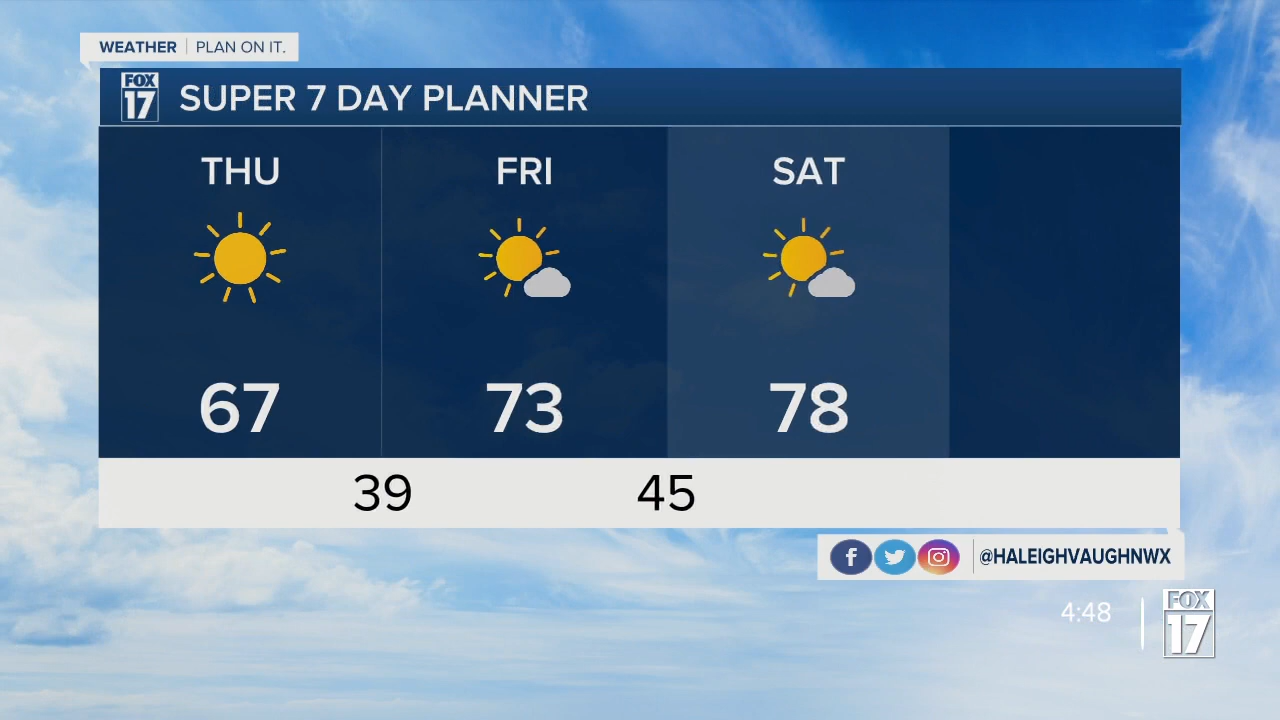 WEATHER | PLAN ON IT.
FOX 17 SUPER 7 DAY PLANNER
THU FRI SAT
67 73 78
39 45
f @HALEIGHVAUGHNWX
4:48 FOX 17